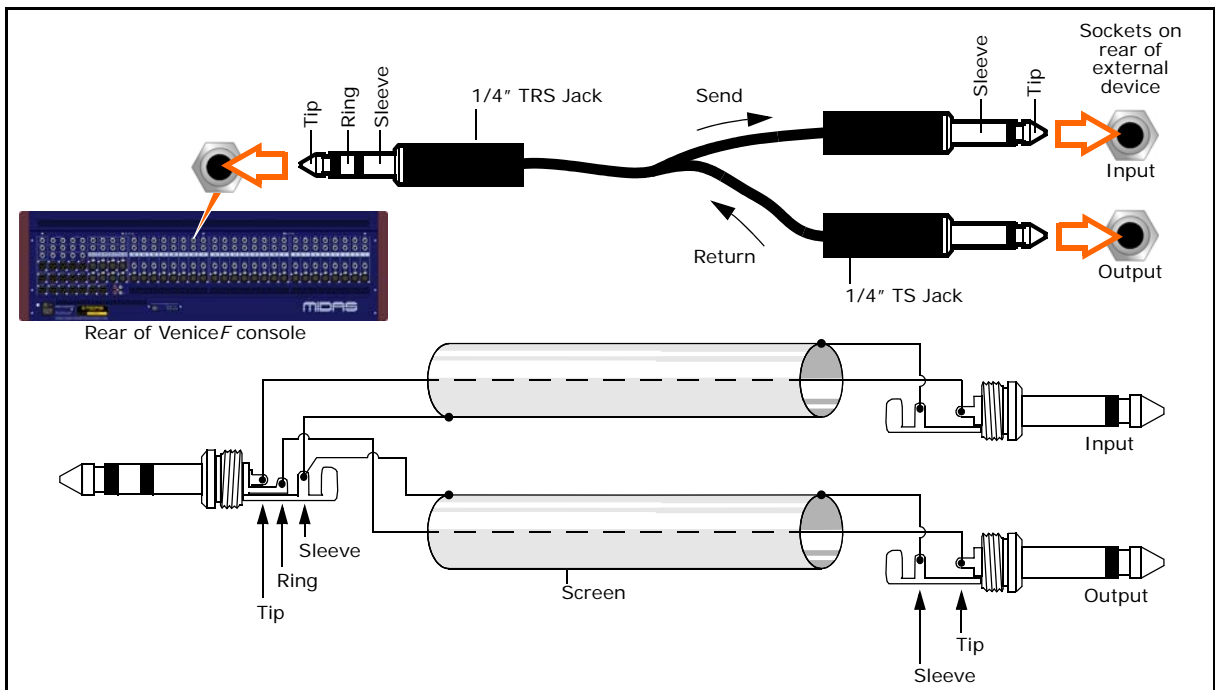 Sockets on
rear of
external
device
Tip
Ring
Sleeve
1/4" TRS Jack
Send
Sleeve
Tip
Input
Return
Output
1/4" TS Jack
MIDAS
Rear of VeniceF console
Input
Sleeve
Ring
Tip
Screen
Output
Tip
Sleeve